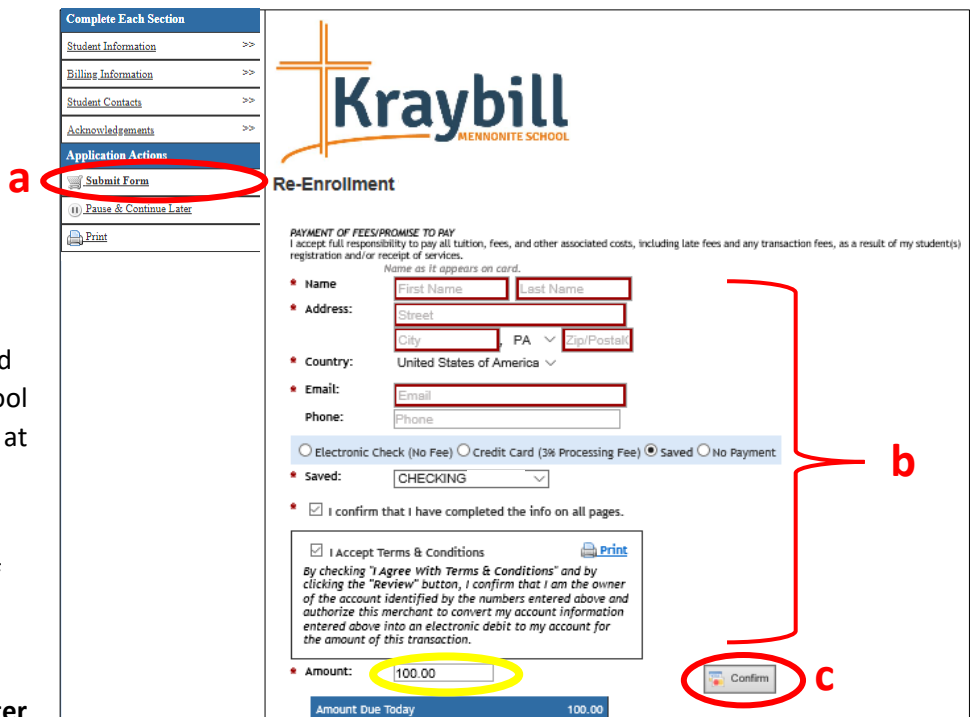 Complete Each Section
Student Information >>
Billing Information >>
Student Contacts >>
Acknowledgements >>
Application Actions
a
Submit Form
Pause & Continue Later
Print
d
ool
at
ter
Kraybill
MENNONITE SCHOOL
Re-Enrollment
PAYMENT OF FEES/PROMISE TO PAY
I accept full responsibility to pay all tuition, fees, and other associated costs, including late fees and any transaction fees, as a result of my student(s)
registration and/or receipt of services.
Name as it appears on card.
* Name First Name Last Name
* Address: Street
City , PA Zip/Postal
* Country: United States of America
* Email: Email
Phone: Phone
Electronic Check (No Fee) Credit Card (3% Processing Fee) Saved No Payment
b
* Saved: CHECKING
* I confirm that I have completed the info on all pages.
I Accept Terms & Conditions Print
By checking "I Agree With Terms & Conditions" and by
clicking the "Review" button, I confirm that I am the owner
of the account identified by the numbers entered above and
authorize this merchant to convert my account information
entered above into an electronic debit to my account for
the amount of this transaction.
* Amount: 100.00
Confirm
c
Amount Due Today 100.00